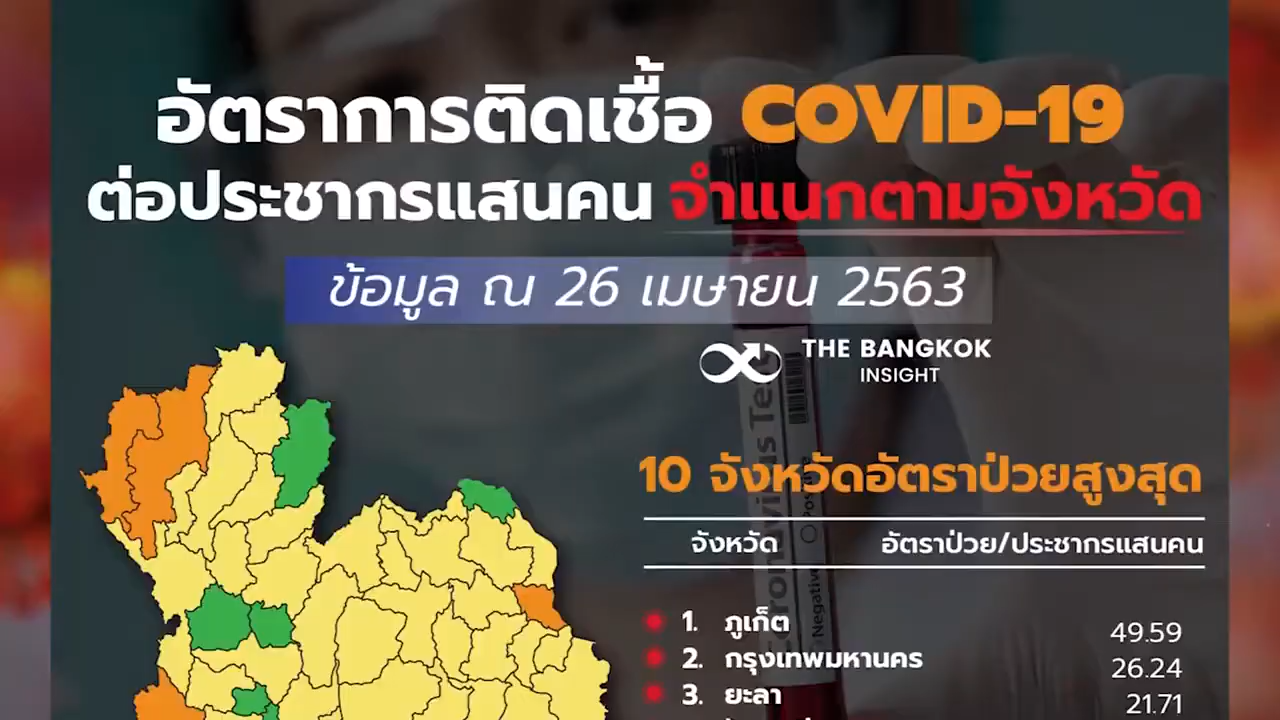 อัตราการติดเชื้อ COVID-19
ต่อประชากรแสนคน จำแนกตามจังหวัด
ข้อมูล ณ 26 เมษายน 2563
THE BANGKOK
INSIGHT
10 จังหวัดอัตราป่วยสูงสุด
จังหวัด อัตราป่วย/ประชากรแสนคน
1. ภูเก็ต 49.59
2. กรุงเทพมหานคร 26.24
3. ยะลา 21.71
Coronavirus Test
Negative